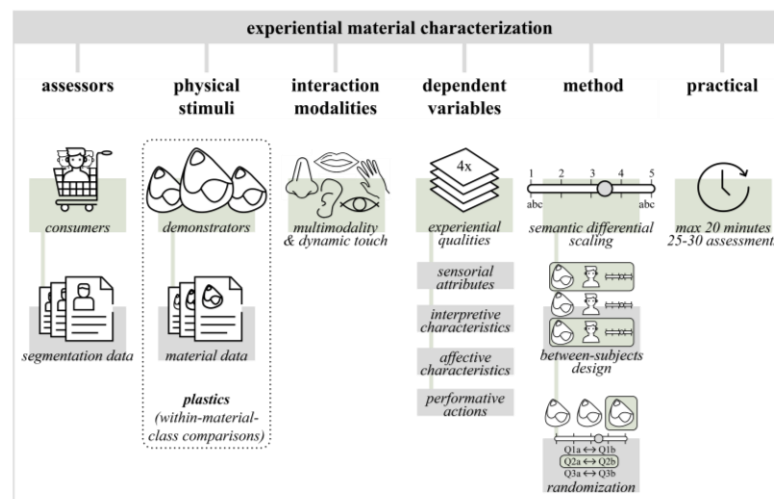 experiential material characterization
assessors
physical
stimuli
interaction
modalities
dependent
variables
method
practical
consumers
segmentation data
demonstrators
material data
plastics
(within-material-
class comparisons)
multimodality
& dynamic touch
4x
experiential
qualities
sensorial
attributes
interpretive
characteristics
affective
characteristics
performative
actions
1 2 3 4 5
abc abc
semantic differential
scaling
between-subjects
design
Q1a ↔ Q1b
Q2a ↔ Q2b
Q3a ↔ Q3b
randomization
max 20 minutes
25-30 assessment